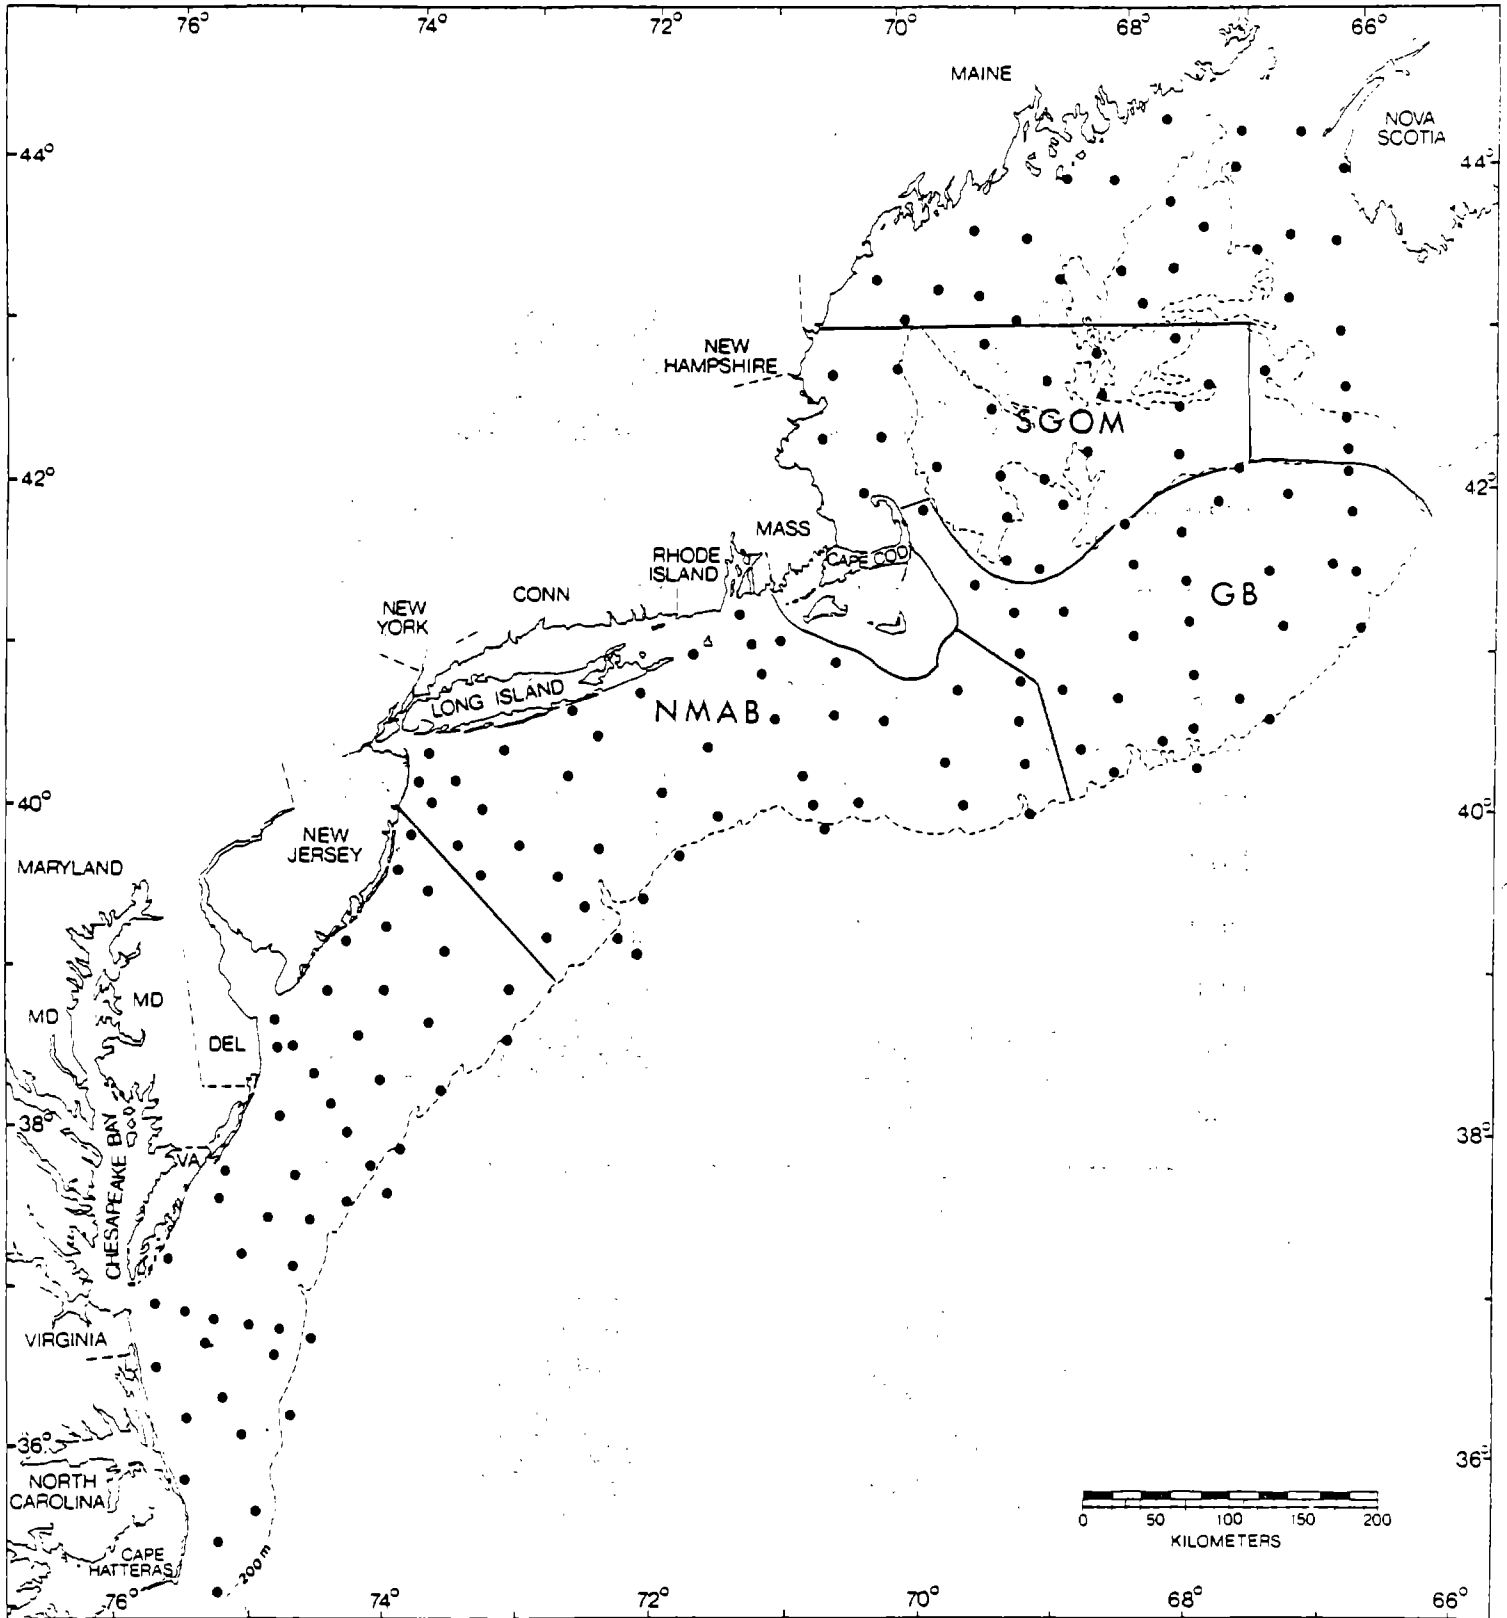 76° 74° 72° 70° 68° 66°
MAINE
NOVA
SCOTIA
44° 44°
NEW
HAMPSHIRE
SGOM
42° 42°
MASS
RHODE
ISLAND
CAPE COD
CONN
GB
NEW
YORK
LONG ISLAND
NMAB
40° 40°
NEW
JERSEY
MARYLAND
MD
MD
DEL
38° 38°
CHESAPEAKE BAY
VA
VIRGINIA
36° 36°
NORTH
CAROLINA
0 50 100 150 200
KILOMETERS
CAPE
HATTERAS
200 m
76° 74° 72° 70° 68° 66°